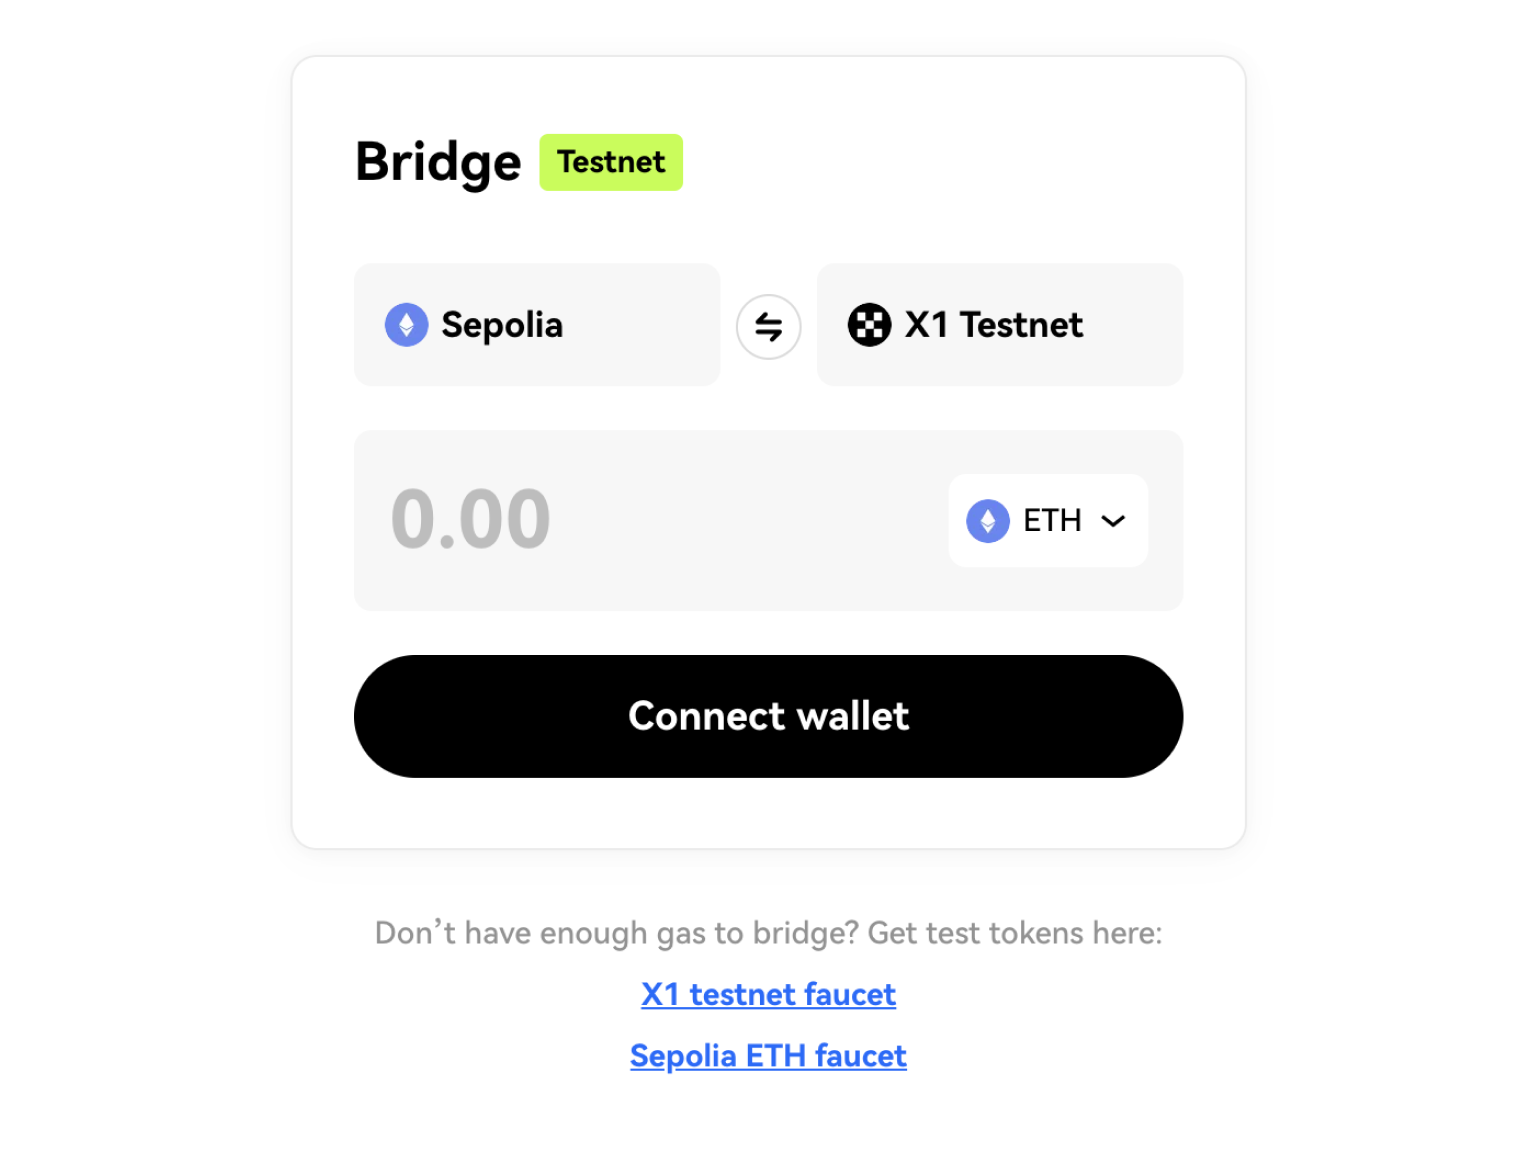 Bridge Testnet
Sepolia X1 Testnet
0.00 ETH
Connect wallet
Don’t have enough gas to bridge? Get test tokens here:
X1 testnet faucet
Sepolia ETH faucet